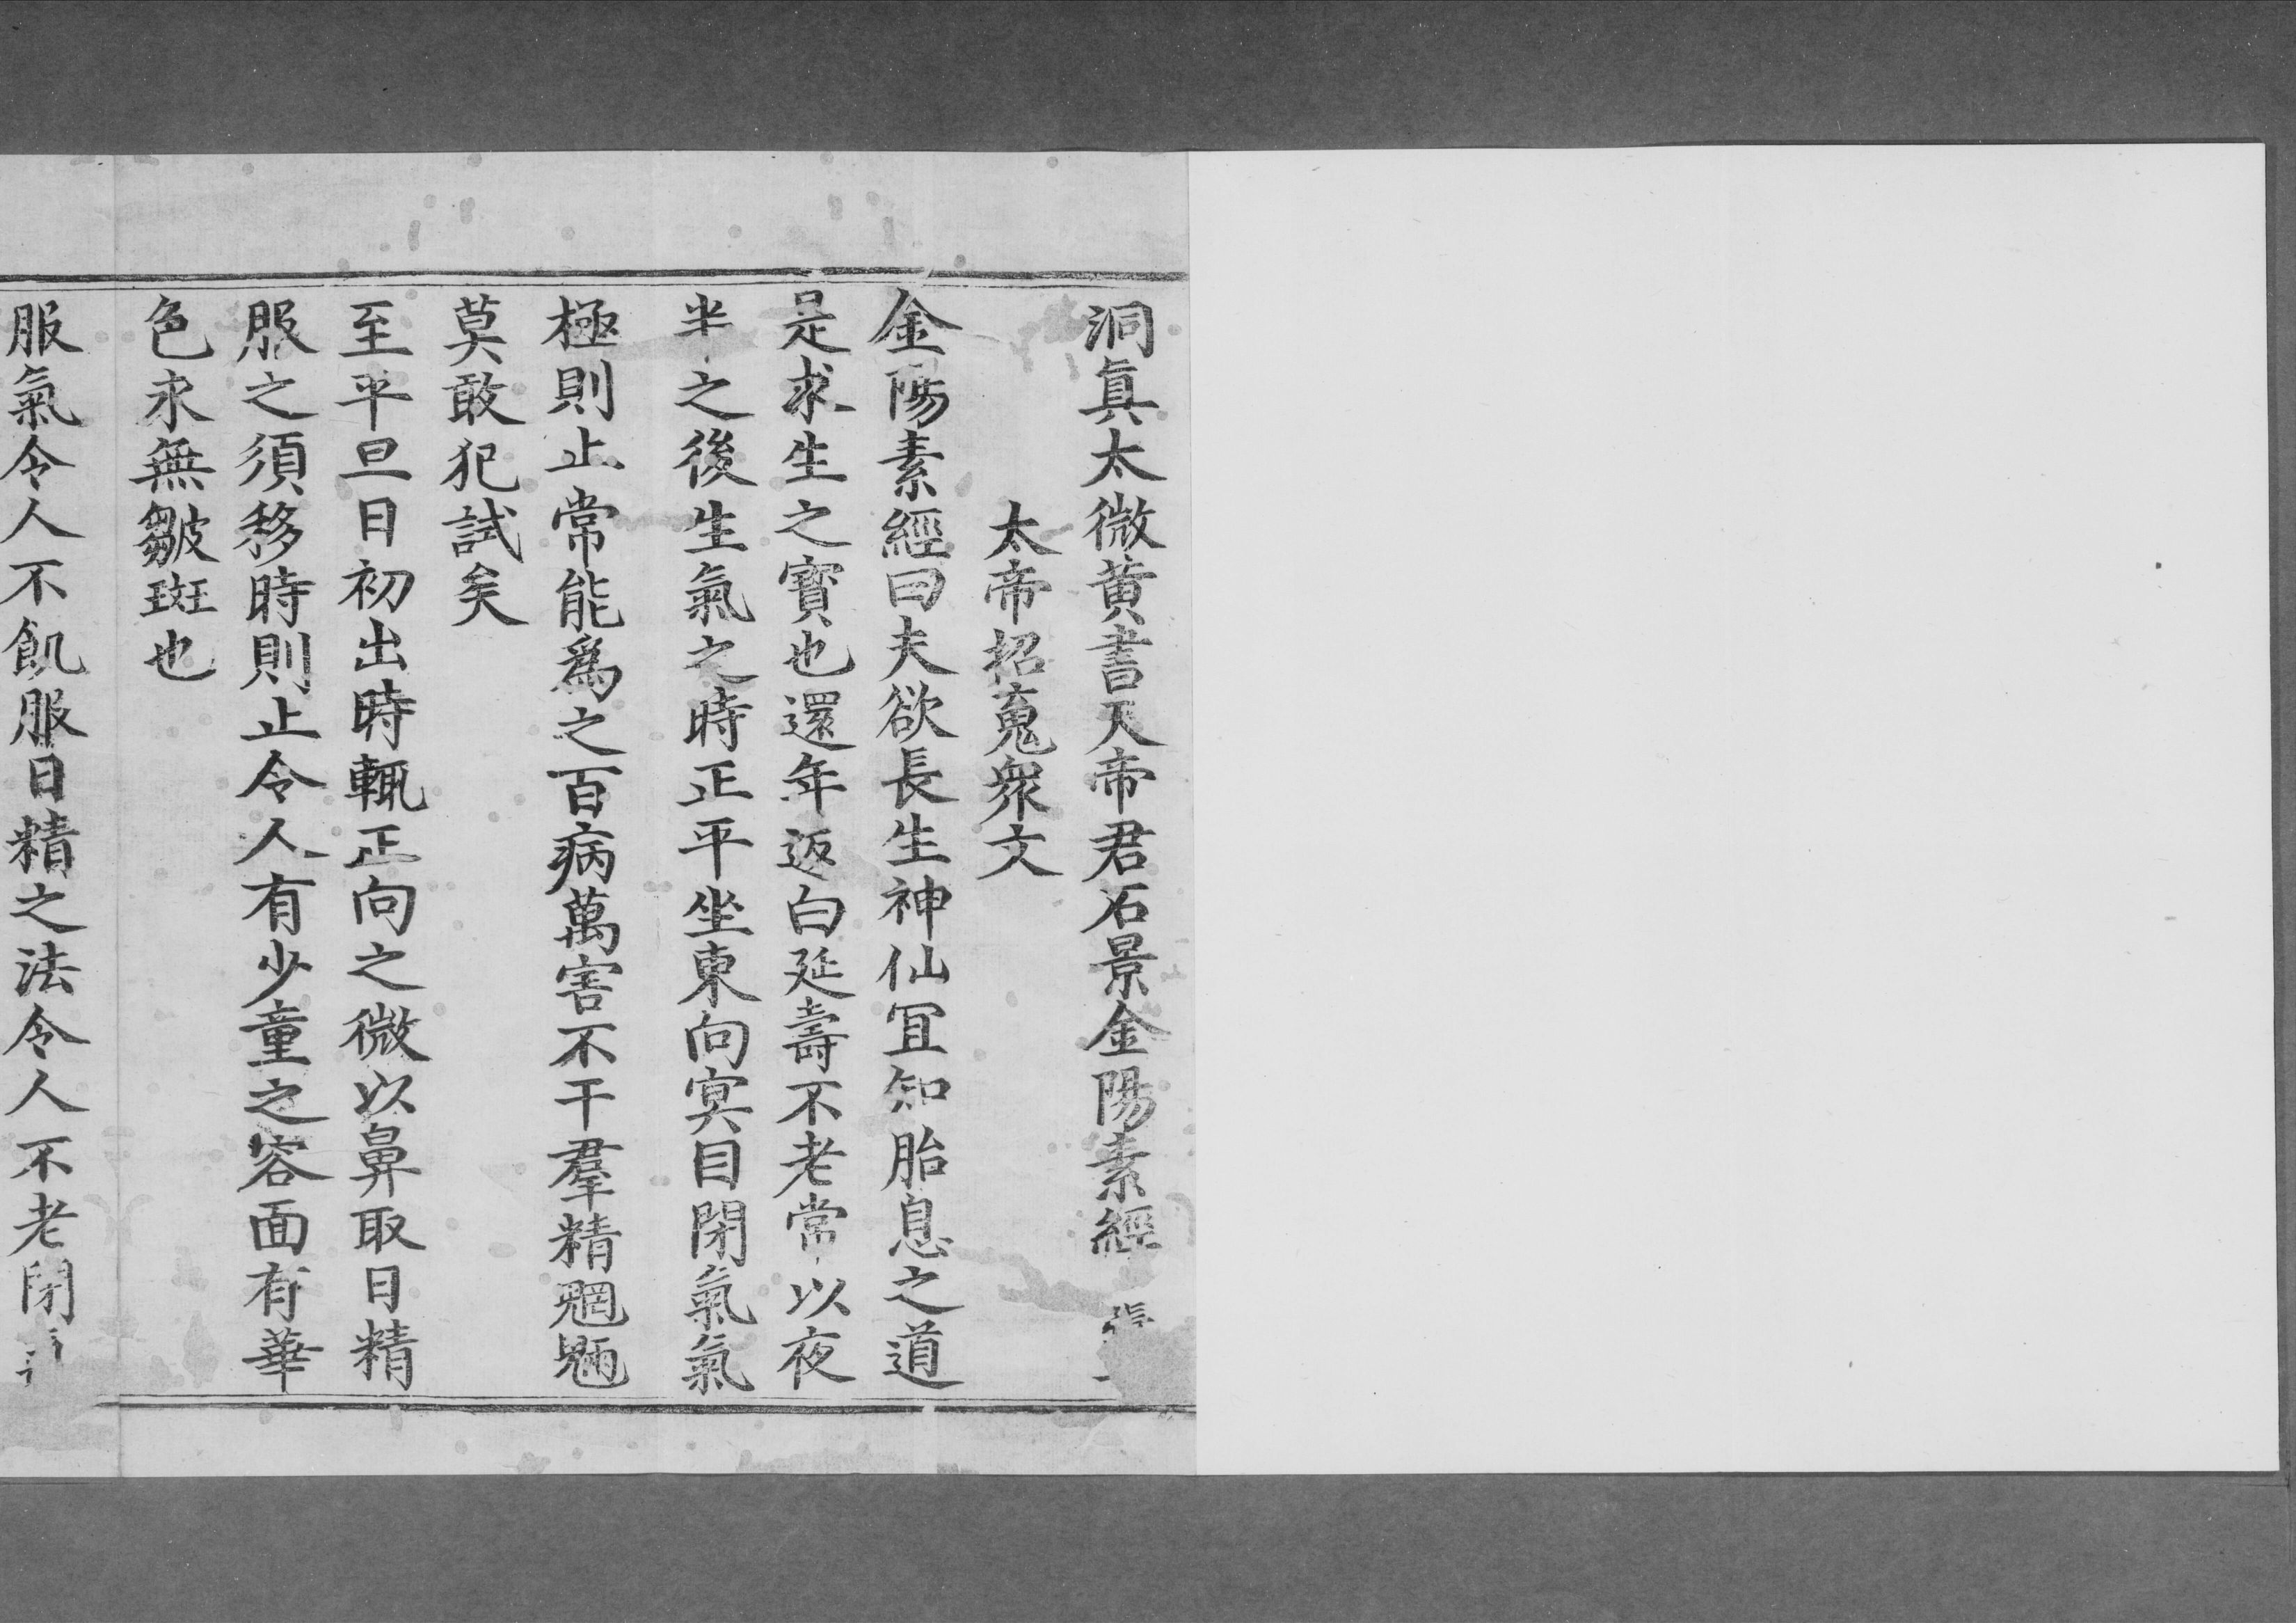 洞真太微黄書天帝君石景金陽素經
太帝招䰟衆文
金陽素經曰夫欲長生神仙冝知胎息之道
是求生之寳也還年返白延壽不老常以夜
半之後生氣之時正平坐東向冥目閉氣氣
極則止常能爲之百病萬害不干羣精魍魎
莫敢犯試矣
至平旦日初出時輒正向之微以鼻取日精
服之須移時則止令人有少童之容面有華
色永無皺斑也
服氣令人不飢服日精之法令人不老閉